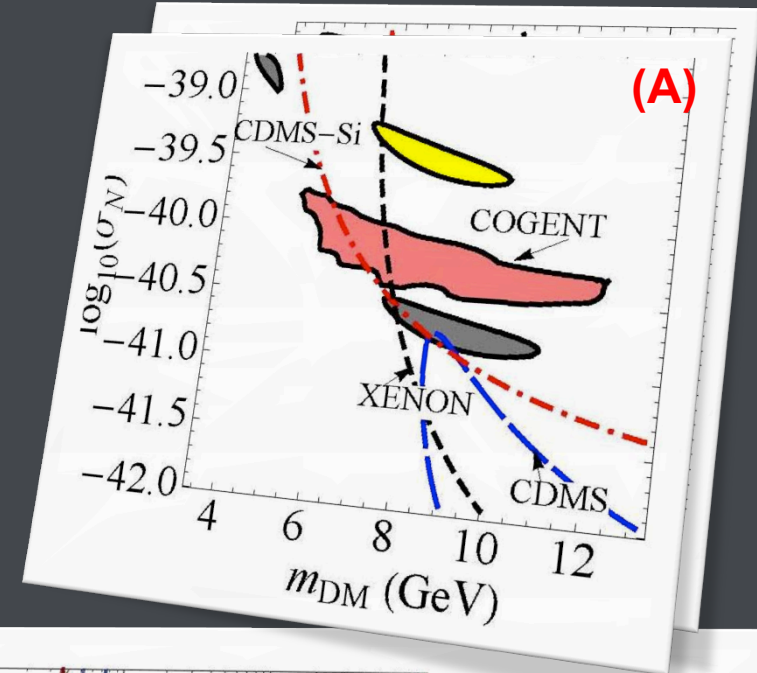 (A)
−39.0
CDMS−Si
−39.5
−40.0
COGENT
−40.5
log10(σN)
−41.0
XENON
−41.5
CDMS
−42.0
4 6 8 10 12
mDM (GeV)